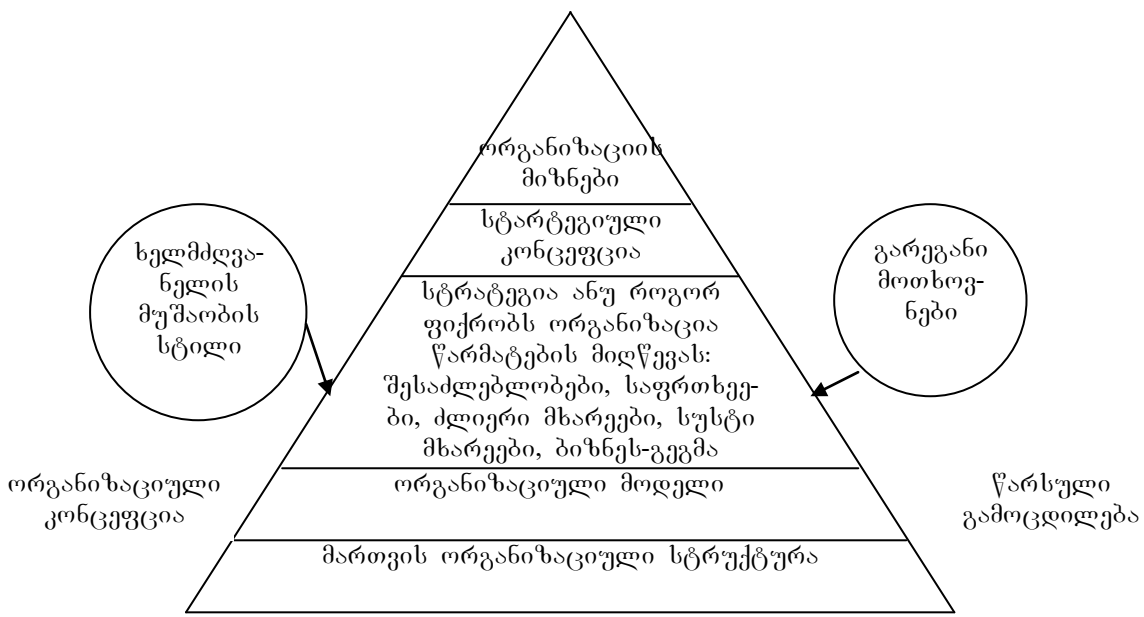 ორგანიზაციის
მიზნები
სტარტეგიული
კონცეფცია
ხელმძღვა-
ნელის
მუშაობის
სტილი
გარეგანი
მოთხოვ-
ნები
სტრატეგია ანუ როგორ
ფიქრობს ორგანიზაცია
წარმატების მიღწევას:
შესაძლებლობები, საფრთხეე-
ბი, ძლიერი მხარეები, სუსტი
მხარეები, ბიზნეს-გეგმა
ორგანიზაციული
კონცეფცია
ორგანიზაციული მოდელი
წარსული
გამოცდილება
მართვის ორგანიზაციული სტრუქტურა